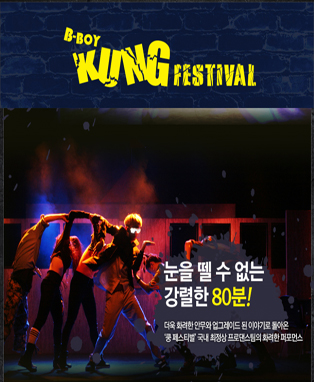 B-BOY
KUNG FESTIVAL
눈을 뗄 수 없는
강렬한 80분!
더욱 화려한 안무와 업그레이드 된 이야기로 돌아온
'쿵 페스티벌' 국내 최정상 프로댄스팀의 화려한 퍼포먼스